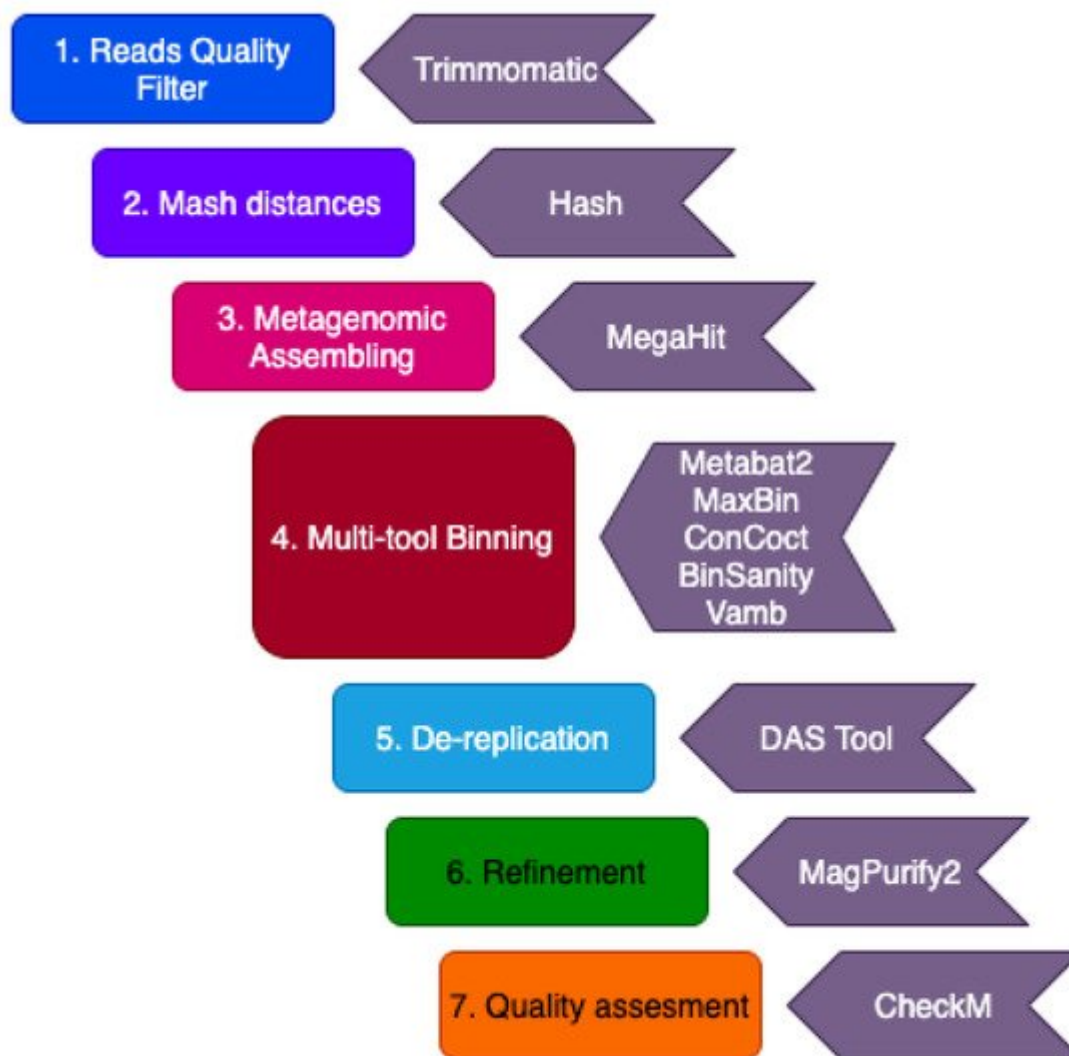 1. Reads Quality
Filter
Trimmomatic
2. Mash distances
Hash
3. Metagenomic
Assembling
MegaHit
4. Multi-tool Binning
Metabat2
MaxBin
ConCoct
BinSanity
Vamb
5. De-replication
DAS Tool
6. Refinement
MagPurify2
7. Quality assesment
CheckM